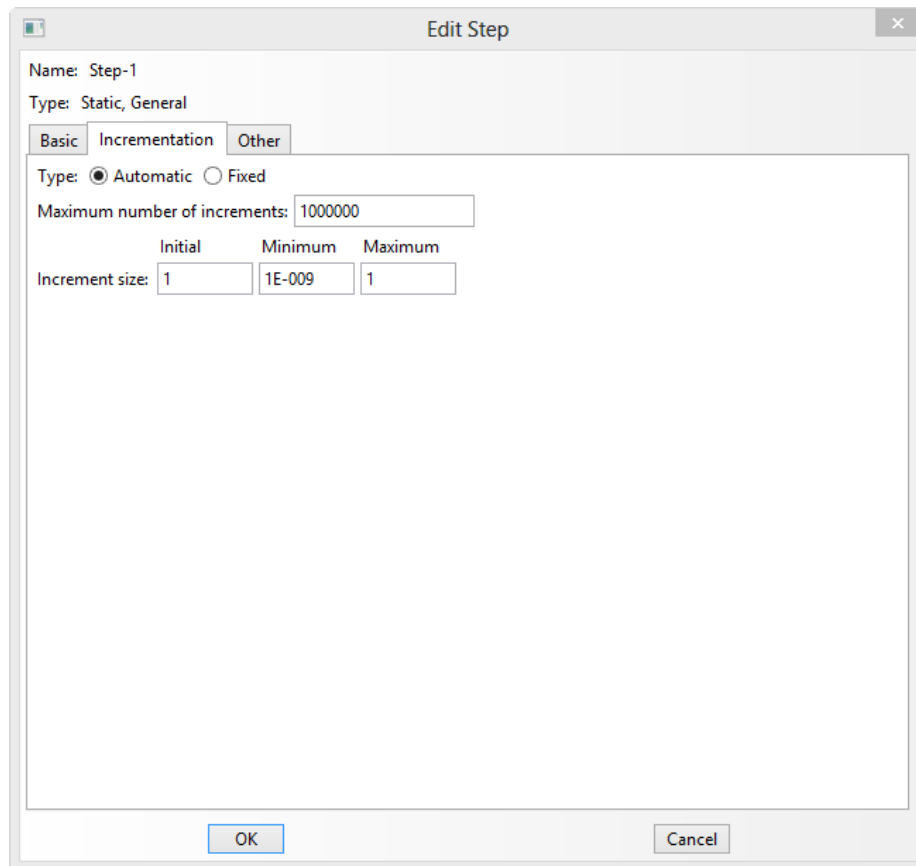 Edit Step
Name: Step-1
Type: Static, General
Basic Incrementation Other
Type: Automatic Fixed
Maximum number of increments: 1000000
Initial Minimum Maximum
Increment size: 1 1E-009 1
OK Cancel